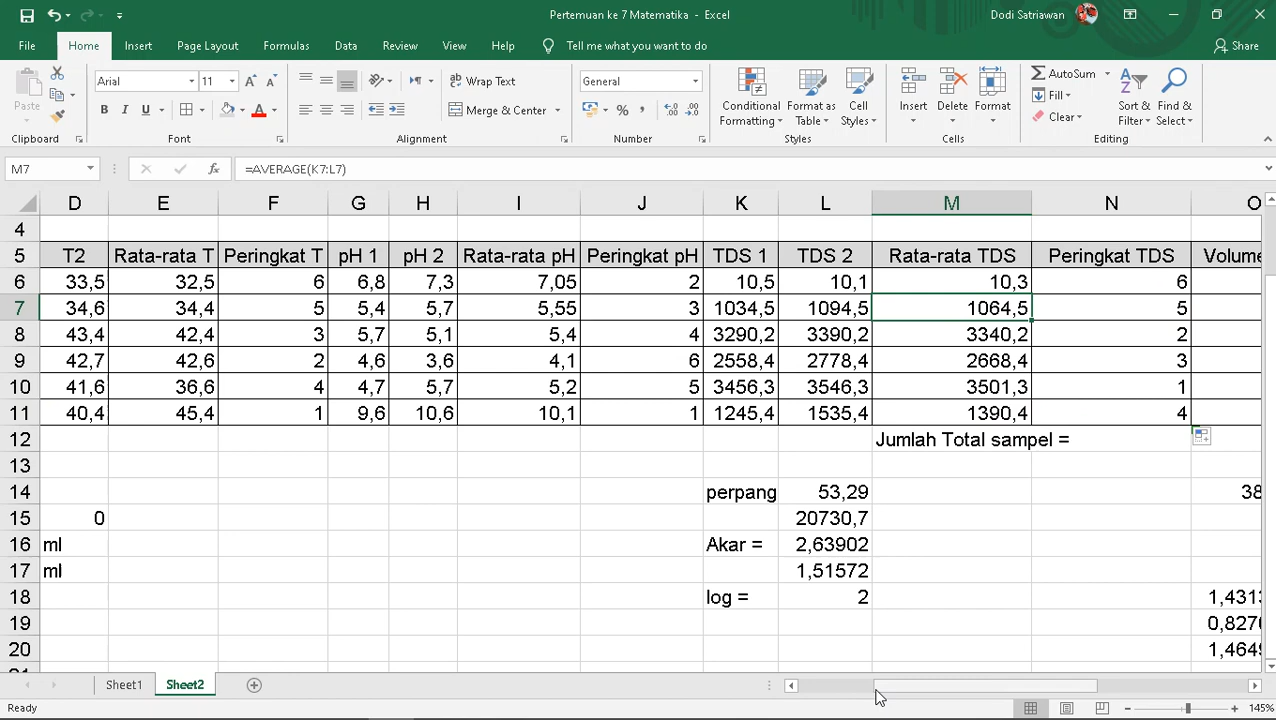 Pertemuan ke 7 Matematika - Excel
Dodi Satriawan
File Home Insert Page Layout Formulas Data Review View Help Tell me what you want to do Share
Paste
Clipboard
Arial 11
B I U A
Font
Wrap Text
Merge & Center
Alignment
General
%
Number
Conditional Formatting
Format as Table
Cell Styles
Styles
Insert Delete Format
Cells
AutoSum
Fill
Clear
Sort & Filter
Find & Select
Editing
M7 fx =AVERAGE(K7:L7)
D E F G H I J K L M N O
4
5 T2 Rata-rata T Peringkat T pH 1 pH 2 Rata-rata pH Peringkat pH TDS 1 TDS 2 Rata-rata TDS Peringkat TDS Volume
6 33,5 32,5 6 6,8 7,3 7,05 2 10,5 10,1 10,3 6
7 34,6 34,4 5 5,4 5,7 5,55 3 1034,5 1094,5 1064,5 5
8 43,4 42,4 3 5,7 5,1 5,4 4 3290,2 3390,2 3340,2 2
9 42,7 42,6 2 4,6 3,6 4,1 6 2558,4 2778,4 2668,4 3
10 41,6 36,6 4 4,7 5,7 5,2 5 3456,3 3546,3 3501,3 1
11 40,4 45,4 1 9,6 10,6 10,1 1 1245,4 1535,4 1390,4 4
12 Jumlah Total sampel =
13
14 perpang 53,29 38
15 0 20730,7
16 ml Akar = 2,63902
17 ml 1,51572
18 log = 2 1,431
19 0,827
20 1,464
Sheet1 Sheet2
READY 145%